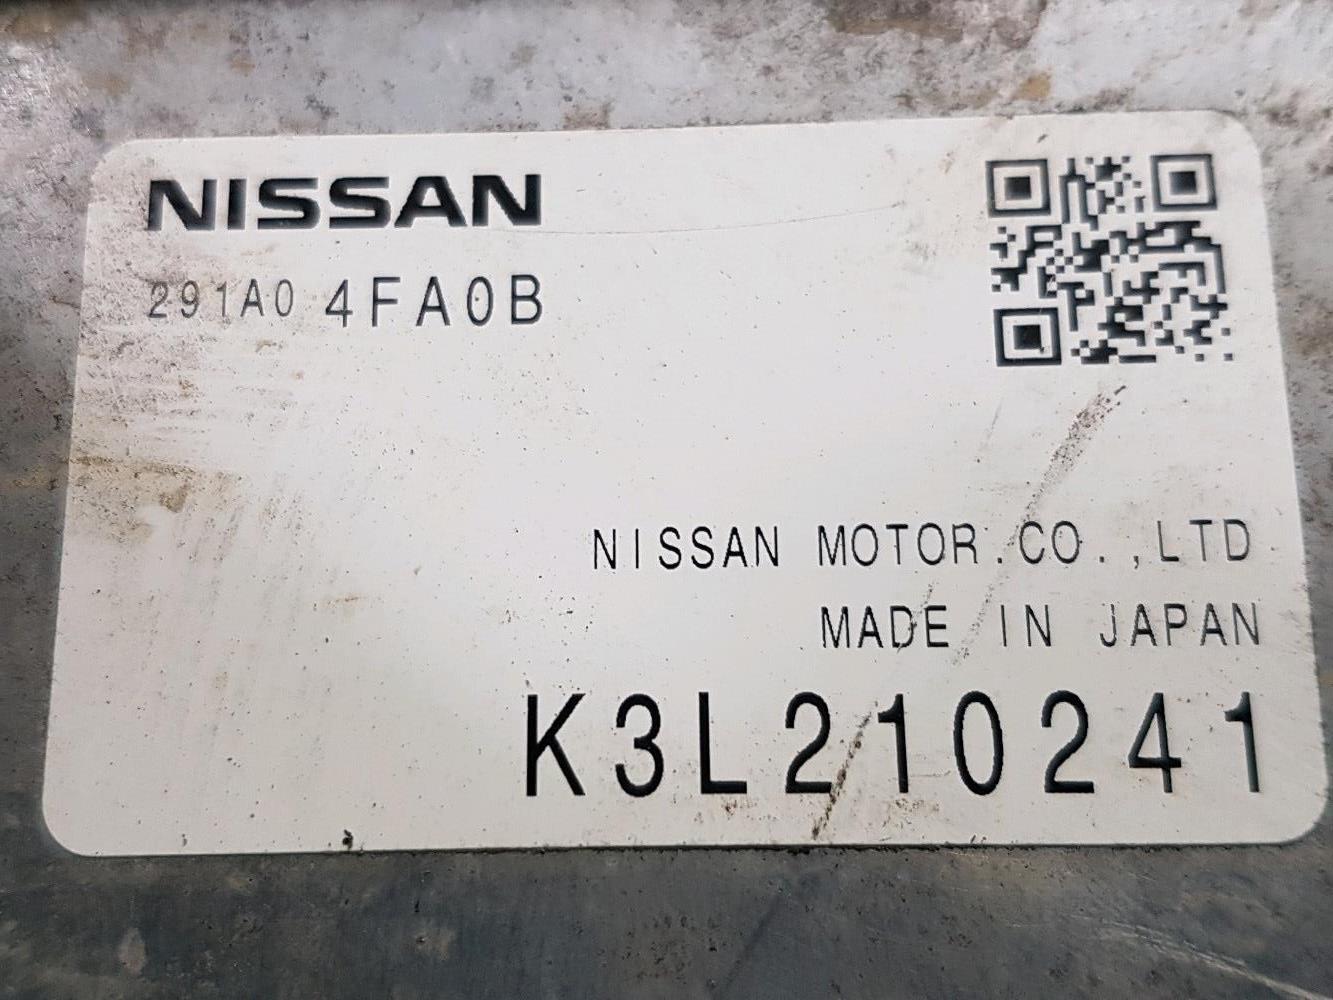 NISSAN
291A0 4FA0B
NISSAN MOTOR.CO.,LTD
MADE IN JAPAN
K3L210241